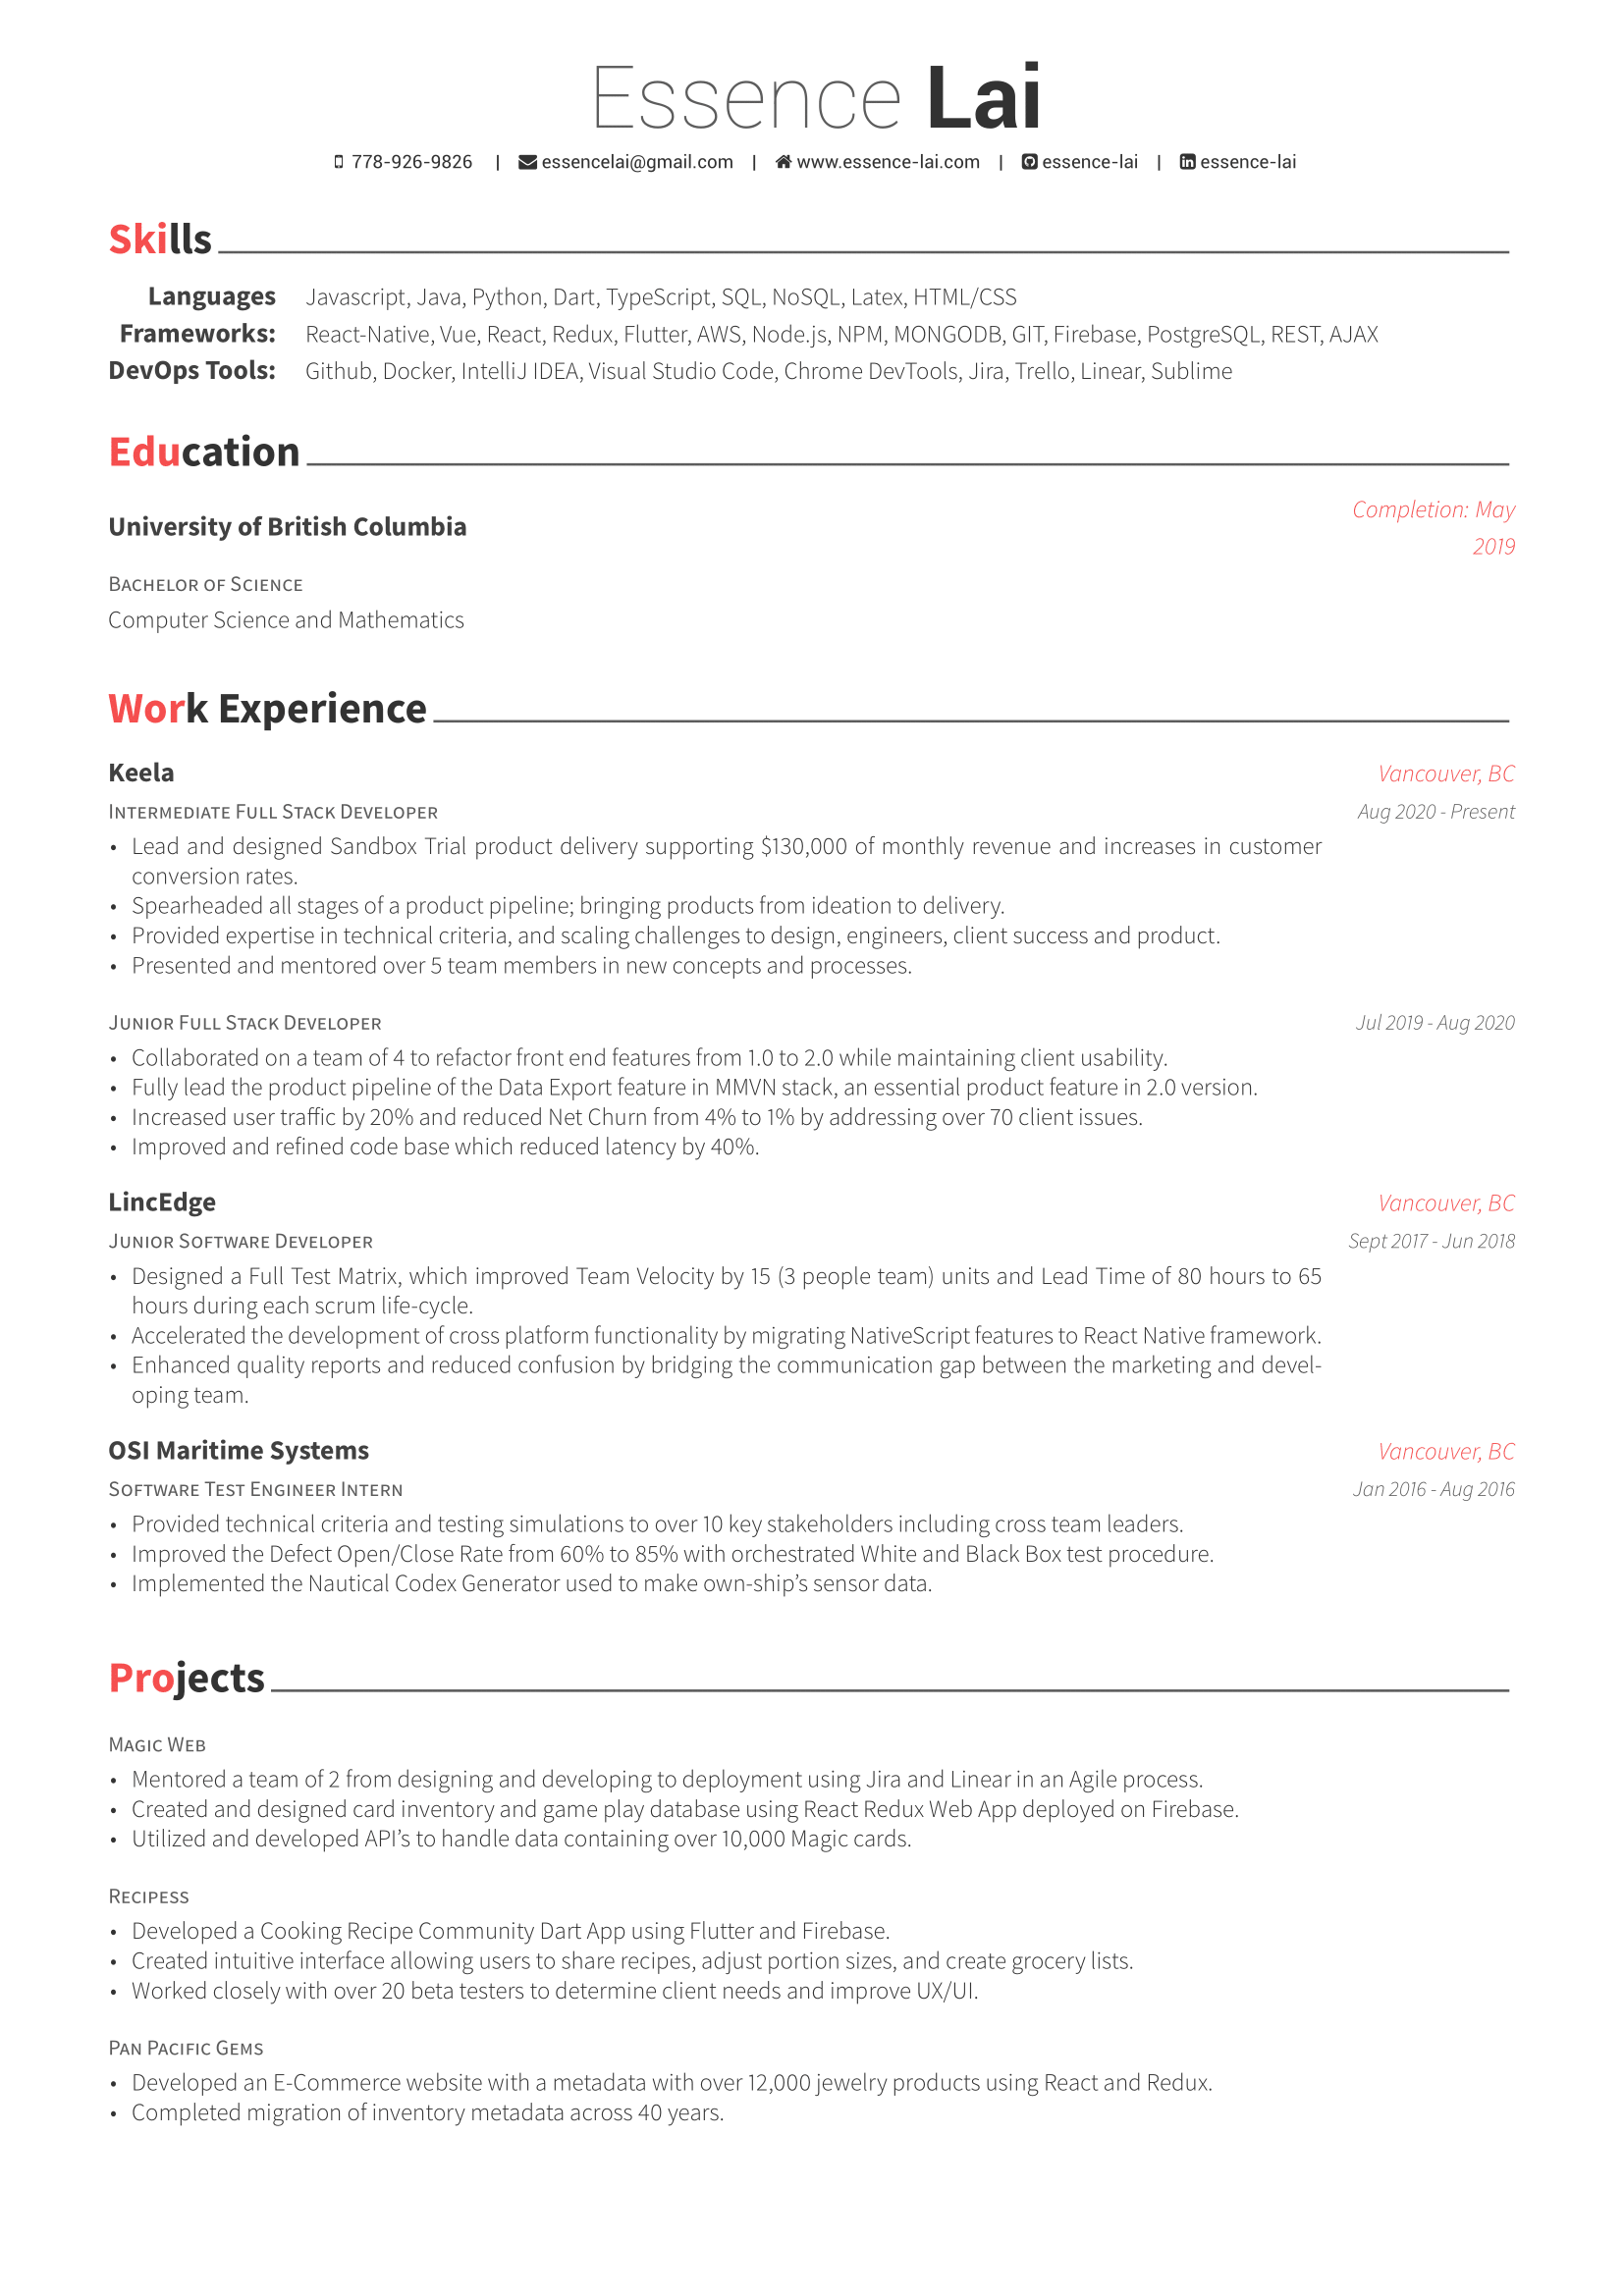 Essence Lai
778-926-9826 | essencelai@gmail.com | www.essence-lai.com | essence-lai | essence-lai
Skills
Languages Javascript, Java, Python, Dart, TypeScript, SQL, NoSQL, Latex, HTML/CSS
Frameworks: React-Native, Vue, React, Redux, Flutter, AWS, Node.js, NPM, MONGODB, GIT, Firebase, PostgreSQL, REST, AJAX
DevOps Tools: Github, Docker, IntelliJ IDEA, Visual Studio Code, Chrome DevTools, Jira, Trello, Linear, Sublime
Education
University of British Columbia
Completion: May
2019
Bachelor of Science
Computer Science and Mathematics
Work Experience
Keela Vancouver, BC
Intermediate Full Stack Developer Aug 2020 - Present
• Lead and designed Sandbox Trial product delivery supporting $130,000 of monthly revenue and increases in customer
conversion rates.
• Spearheaded all stages of a product pipeline; bringing products from ideation to delivery.
• Provided expertise in technical criteria, and scaling challenges to design, engineers, client success and product.
• Presented and mentored over 5 team members in new concepts and processes.
Junior Full Stack Developer Jul 2019 - Aug 2020
• Collaborated on a team of 4 to refactor front end features from 1.0 to 2.0 while maintaining client usability.
• Fully lead the product pipeline of the Data Export feature in MMVN stack, an essential product feature in 2.0 version.
• Increased user traffic by 20% and reduced Net Churn from 4% to 1% by addressing over 70 client issues.
• Improved and refined code base which reduced latency by 40%.
LincEdge Vancouver, BC
Junior Software Developer Sept 2017 - Jun 2018
• Designed a Full Test Matrix, which improved Team Velocity by 15 (3 people team) units and Lead Time of 80 hours to 65
hours during each scrum life-cycle.
• Accelerated the development of cross platform functionality by migrating NativeScript features to React Native framework.
• Enhanced quality reports and reduced confusion by bridging the communication gap between the marketing and devel-
oping team.
OSI Maritime Systems Vancouver, BC
Software Test Engineer Intern Jan 2016 - Aug 2016
• Provided technical criteria and testing simulations to over 10 key stakeholders including cross team leaders.
• Improved the Defect Open/Close Rate from 60% to 85% with orchestrated White and Black Box test procedure.
• Implemented the Nautical Codex Generator used to make own-ship's sensor data.
Projects
Magic Web
• Mentored a team of 2 from designing and developing to deployment using Jira and Linear in an Agile process.
• Created and designed card inventory and game play database using React Redux Web App deployed on Firebase.
• Utilized and developed API's to handle data containing over 10,000 Magic cards.
Recipess
• Developed a Cooking Recipe Community Dart App using Flutter and Firebase.
• Created intuitive interface allowing users to share recipes, adjust portion sizes, and create grocery lists.
• Worked closely with over 20 beta testers to determine client needs and improve UX/UI.
Pan Pacific Gems
• Developed an E-Commerce website with a metadata with over 12,000 jewelry products using React and Redux.
• Completed migration of inventory metadata across 40 years.